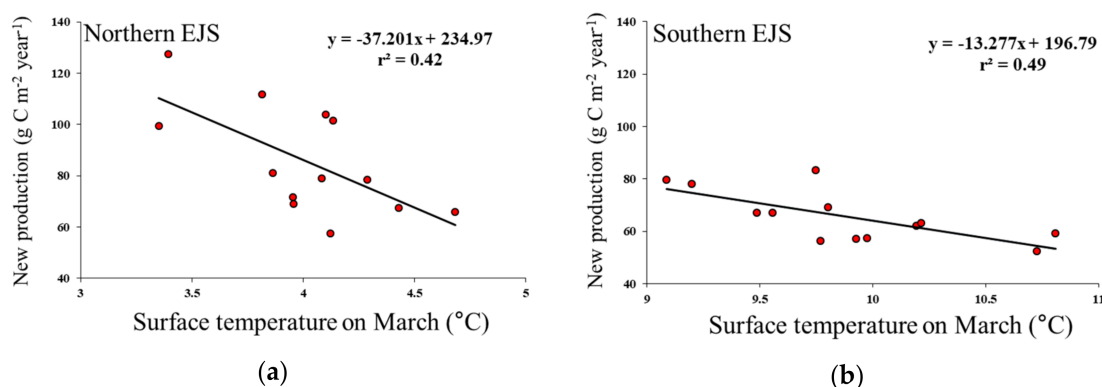 Northern EJS
y = -37.201x + 234.97
r² = 0.42
New production (g C m⁻² year⁻¹)
140
120
100
80
60
40
3
3.5
4
4.5
5
Surface temperature on March (°C)
(a)
Southern EJS
y = -13.277x + 196.79
r² = 0.49
New production (g C m⁻² year⁻¹)
140
120
100
80
60
40
9
9.5
10
10.5
11
Surface temperature on March (°C)
(b)